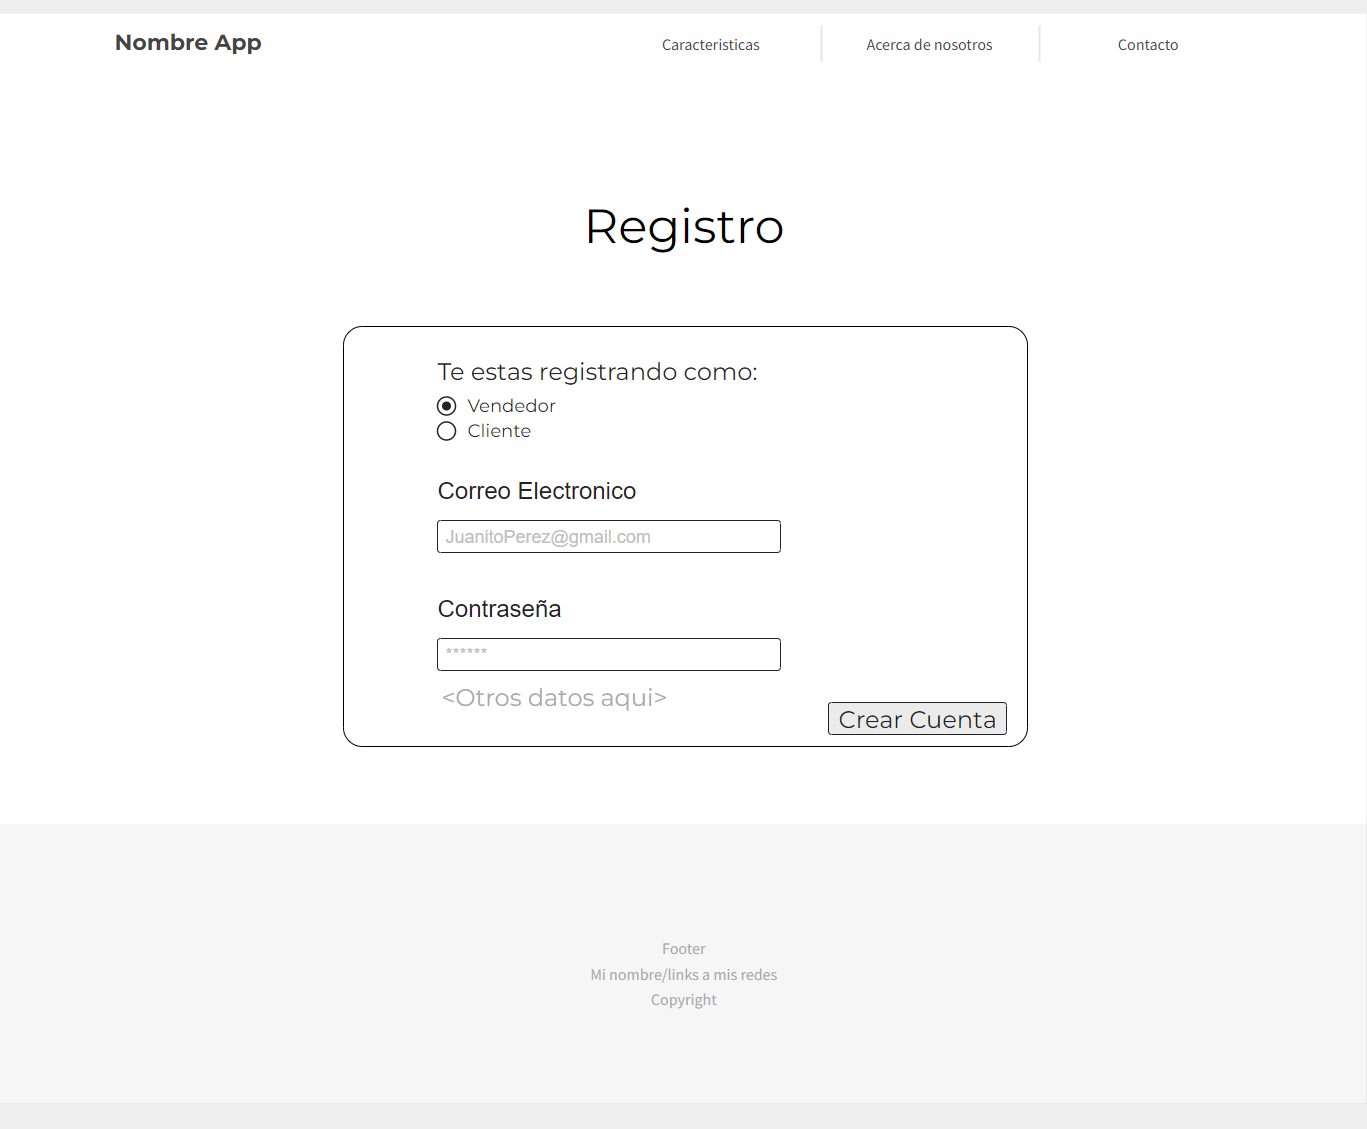 Nombre App
Caracteristicas
Acerca de nosotros
Contacto
Registro
Te estas registrando como:
Vendedor
Cliente
Correo Electronico
JuanitoPerez@gmail.com
Contraseña
******
<Otros datos aqui>
Crear Cuenta
Footer
Mi nombre/links a mis redes
Copyright